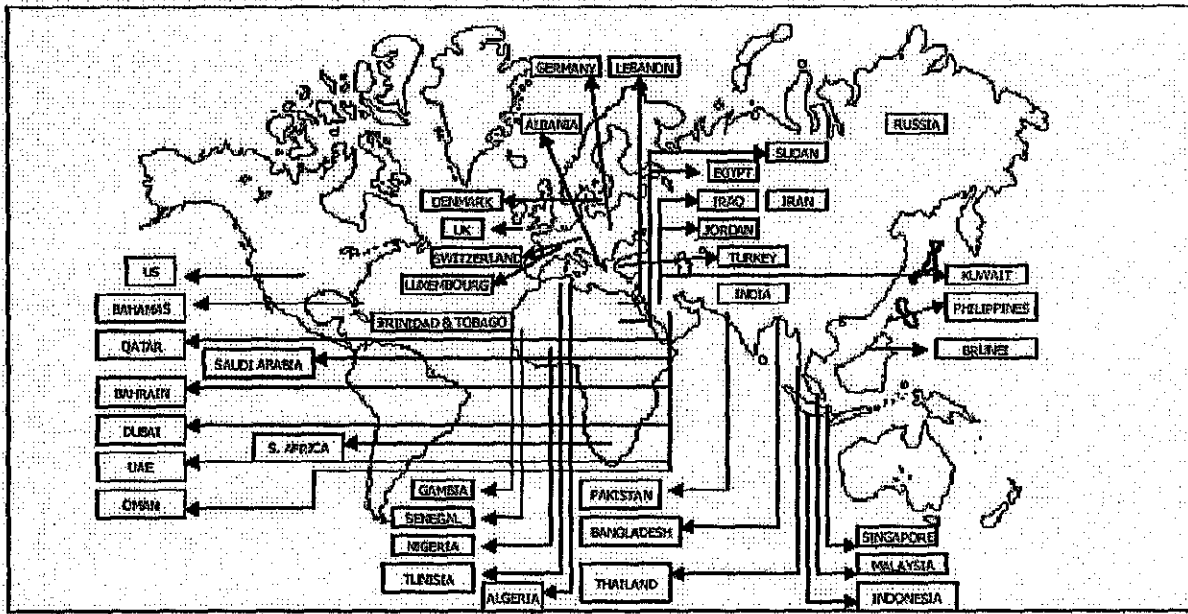 GERMANY
LEBANON
ALBANIA
RUSSIA
SUDAN
EGYPT
DENMARK
IRAQ
IRAN
UK
JORDAN
SWITZERLAND
TURKEY
US
LUXEMBOURG
KUWAIT
INDIA
BAHAMAS
TRINIDAD & TOBAGO
PHILIPPINES
QATAR
BRUNEI
SAUDI ARABIA
BAHRAIN
DUBAI
S. AFRICA
UAE
OMAN
GAMBIA
PAKISTAN
SENEGAL
BANGLADESH
NIGERIA
SINGAPORE
TUNISIA
MALAYSIA
ALGERIA
THAILAND
INDONESIA